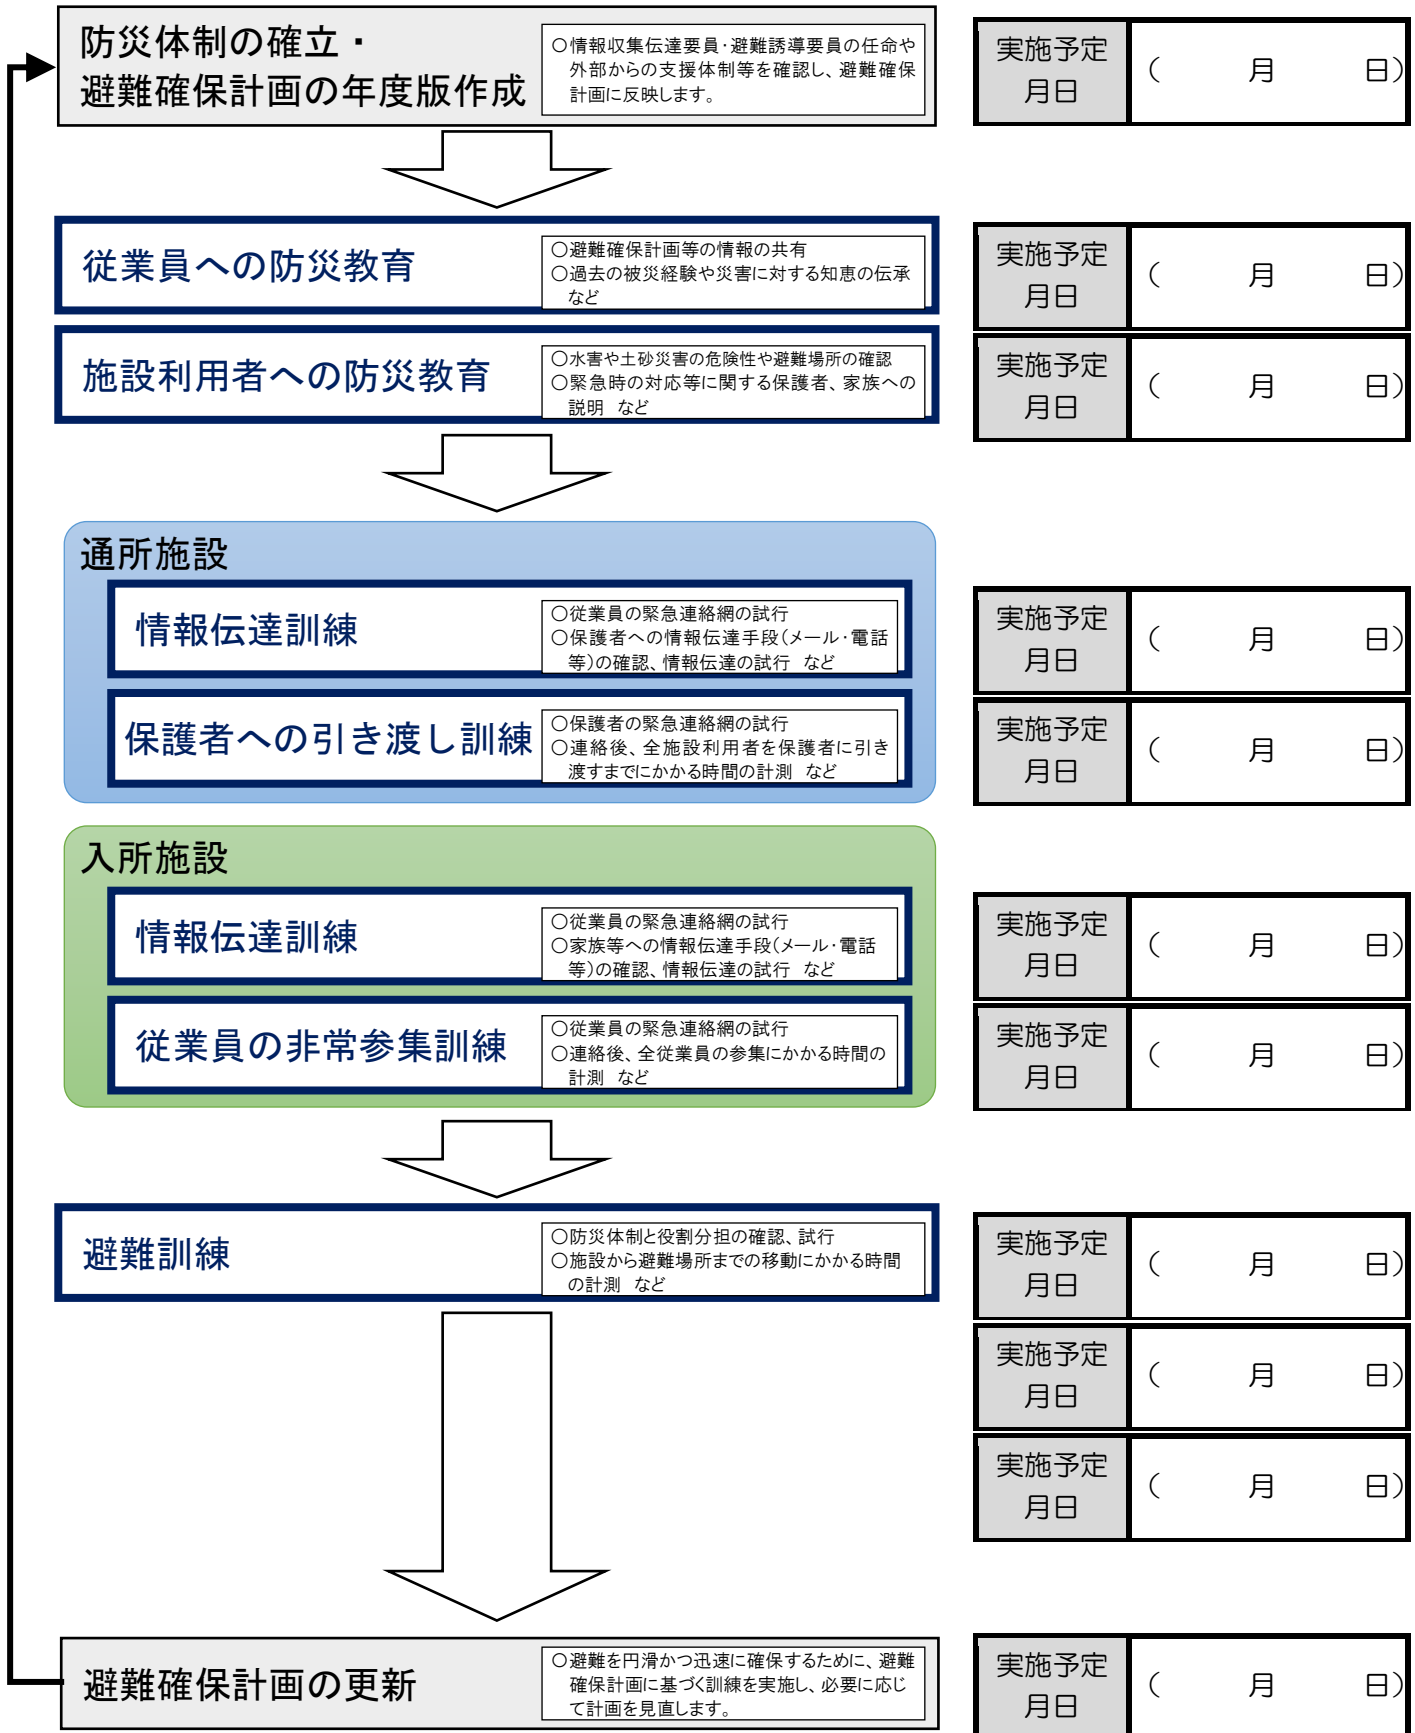 防災体制の確立・
避難確保計画の年度版作成
○情報収集伝達要員・避難誘導要員の任命や
外部からの支援体制等を確認し、避難確保
計画に反映します。
実施予定
月日
（　　　月　　　日）
従業員への防災教育
○避難確保計画等の情報の共有
○過去の被災経験や災害に対する知恵の伝承
など
実施予定
月日
（　　　月　　　日）
施設利用者への防災教育
○水害や土砂災害の危険性や避難場所の確認
○緊急時の対応等に関する保護者、家族への
説明　など
実施予定
月日
（　　　月　　　日）
通所施設
情報伝達訓練
○従業員の緊急連絡網の試行
○保護者への情報伝達手段（メール・電話
等）の確認、情報伝達の試行　など
実施予定
月日
（　　　月　　　日）
保護者への引き渡し訓練
○保護者の緊急連絡網の試行
○連絡後、全施設利用者を保護者に引き
渡すまでにかかる時間の計測　など
実施予定
月日
（　　　月　　　日）
入所施設
情報伝達訓練
○従業員の緊急連絡網の試行
○家族等への情報伝達手段（メール・電話
等）の確認、情報伝達の試行　など
実施予定
月日
（　　　月　　　日）
従業員の非常参集訓練
○従業員の緊急連絡網の試行
○連絡後、全従業員の参集にかかる時間の
計測　など
実施予定
月日
（　　　月　　　日）
避難訓練
○防災体制と役割分担の確認、試行
○施設から避難場所までの移動にかかる時間
の計測　など
実施予定
月日
（　　　月　　　日）
実施予定
月日
（　　　月　　　日）
実施予定
月日
（　　　月　　　日）
避難確保計画の更新
○避難を円滑かつ迅速に確保するために、避難
確保計画に基づく訓練を実施し、必要に応じ
て計画を見直します。
実施予定
月日
（　　　月　　　日）